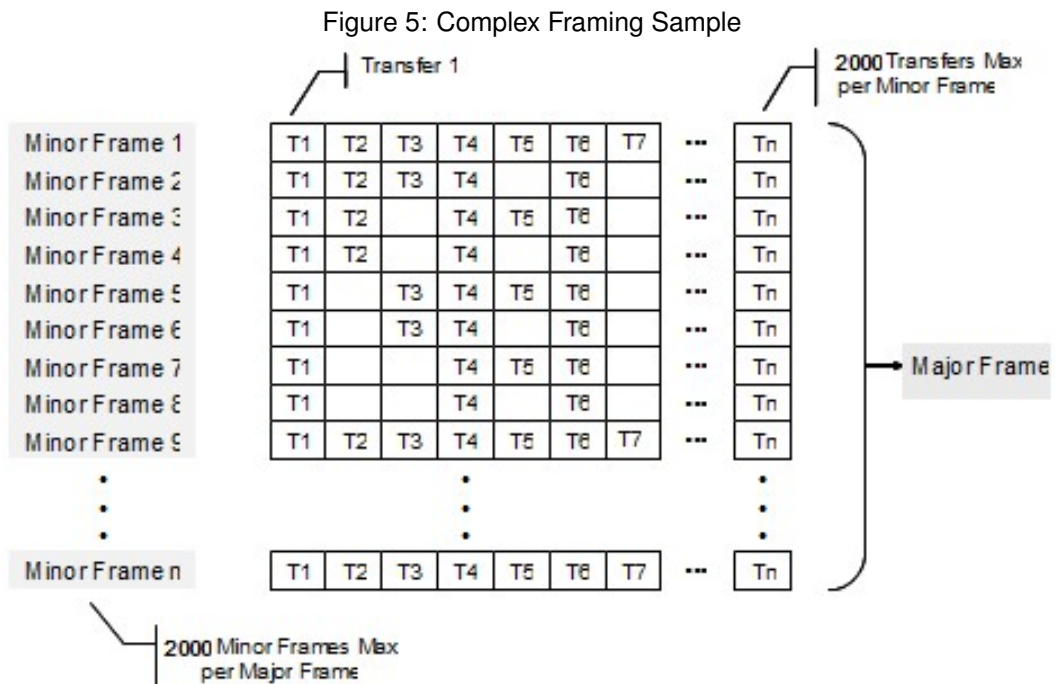 Figure 5: Complex Framing Sample
Transfer 1
2000 Transfers Max
per Minor Frame
Minor Frame 1 T1 T2 T3 T4 T5 T6 T7 ... Tn
Minor Frame 2 T1 T2 T3 T4 T6 ... Tn
Minor Frame 3 T1 T2 T4 T5 T6 ... Tn
Minor Frame 4 T1 T2 T4 T6 ... Tn
Minor Frame 5 T1 T3 T4 T5 T6 ... Tn
Minor Frame 6 T1 T3 T4 T6 ... Tn
Minor Frame 7 T1 T4 T5 T6 ... Tn
Major Frame
Minor Frame 8 T1 T4 T6 ... Tn
Minor Frame 9 T1 T2 T3 T4 T5 T6 T7 ... Tn
Minor Frame n T1 T2 T3 T4 T5 T6 T7 ... Tn
2000 Minor Frames Max
per Major Frame